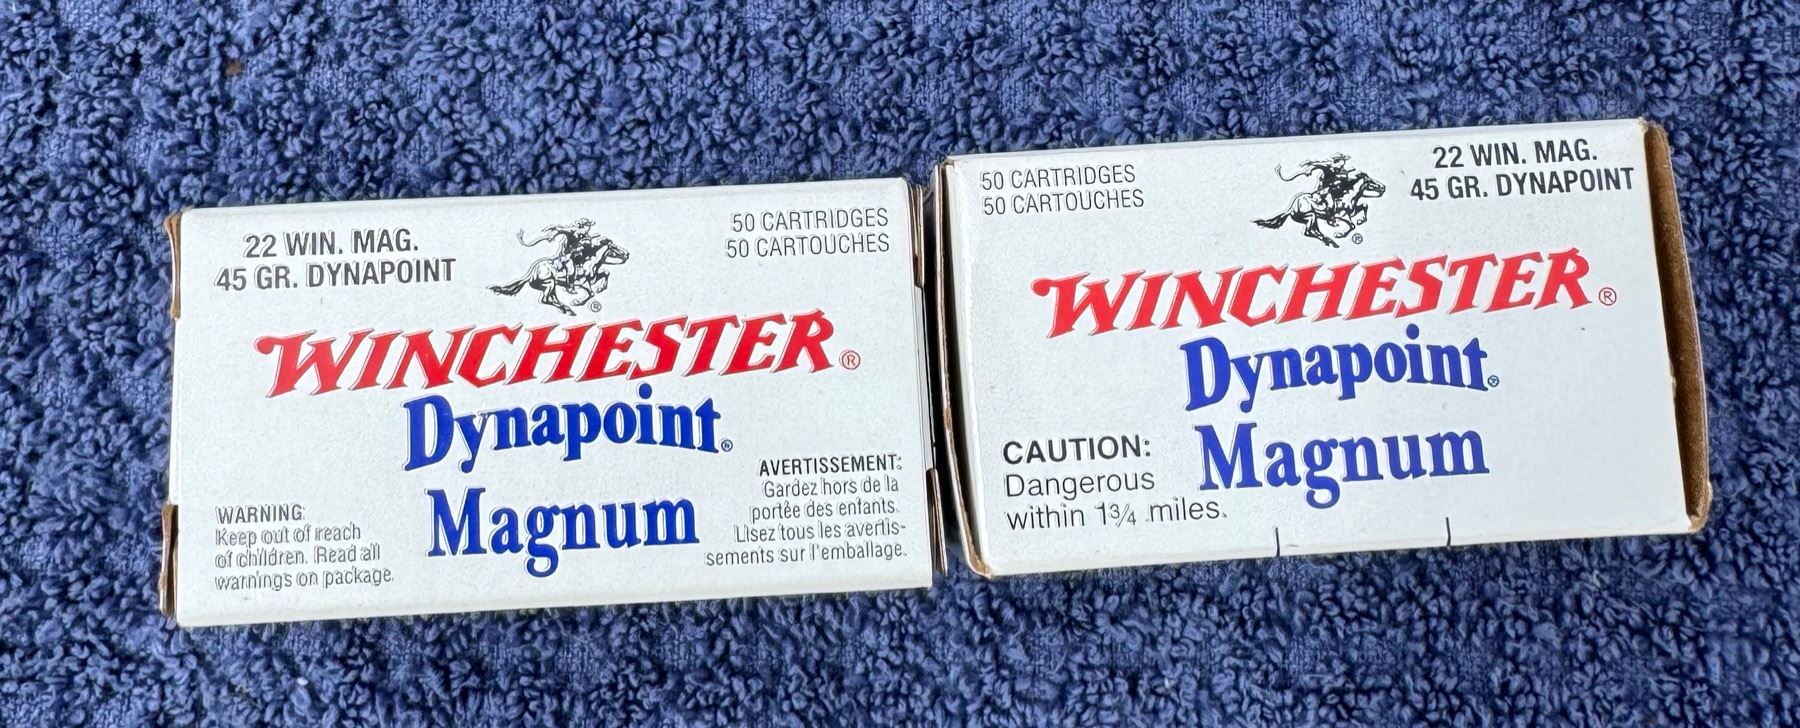 22 WIN. MAG.
45 GR. DYNAPOINT
50 CARTRIDGES
50 CARTOUCHES
WINCHESTER®
Dynapoint®
Magnum
WARNING:
Keep out of reach
of children. Read all
warnings on package.
AVERTISSEMENT:
Gardez hors de la
portèe des enfants.
Lisez tous les avertis-
sements sur l'emballage.
50 CARTRIDGES
50 CARTOUCHES
22 WIN. MAG.
45 GR. DYNAPOINT
®
WINCHESTER®
Dynapoint®
Magnum
CAUTION:
Dangerous
within 1¾ miles.